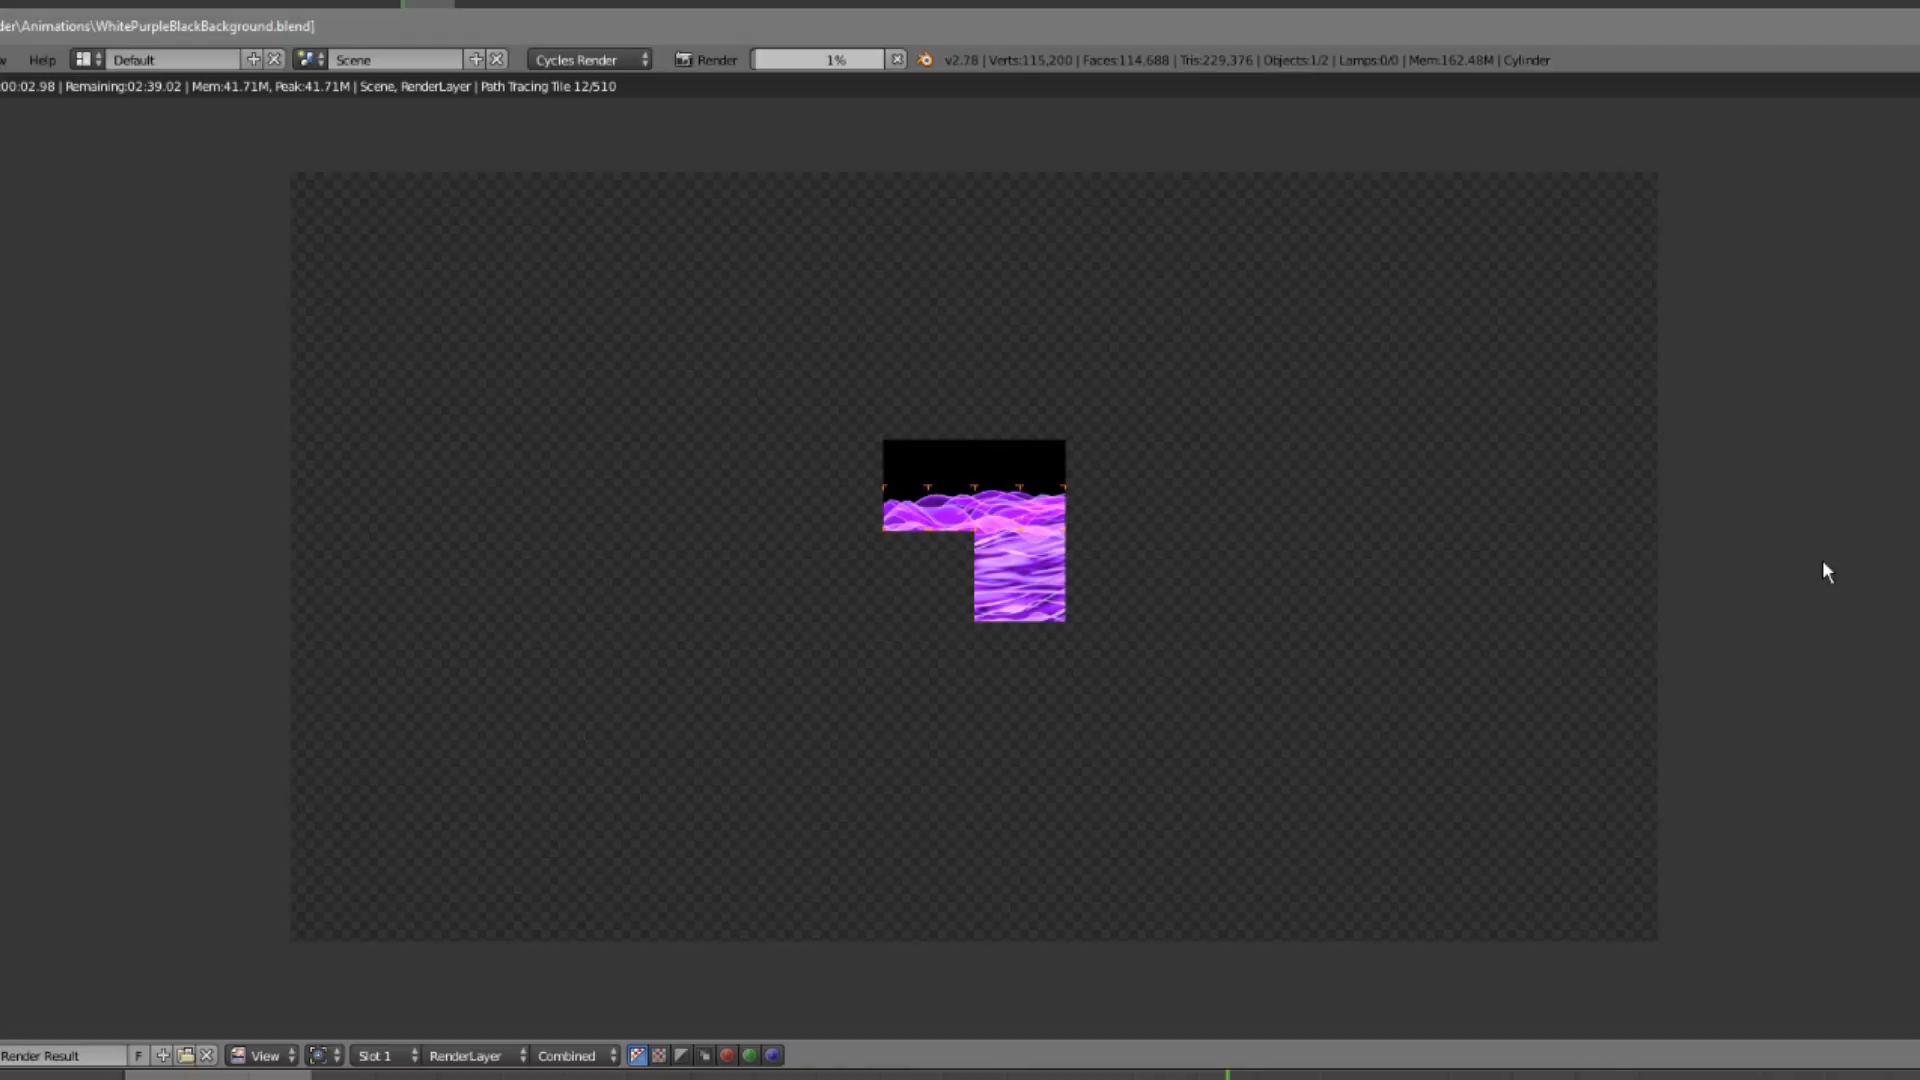 der\Animations\WhitePurpleBlackBackground.blend]
w Help Default Scene Cycles Render Render 1% v2.78 | Verts:115,200 | Faces:114,688 | Tris:229,376 | Objects:1/2 | Lamps:0/0 | Mem:162.48M | Cylinder
:00:02.98 | Remaining:02:39.02 | Mem:41.71M, Peak:41.71M | Scene, RenderLayer | Path Tracing Tile 12/510
Render Result F View Slot 1 RenderLayer Combined